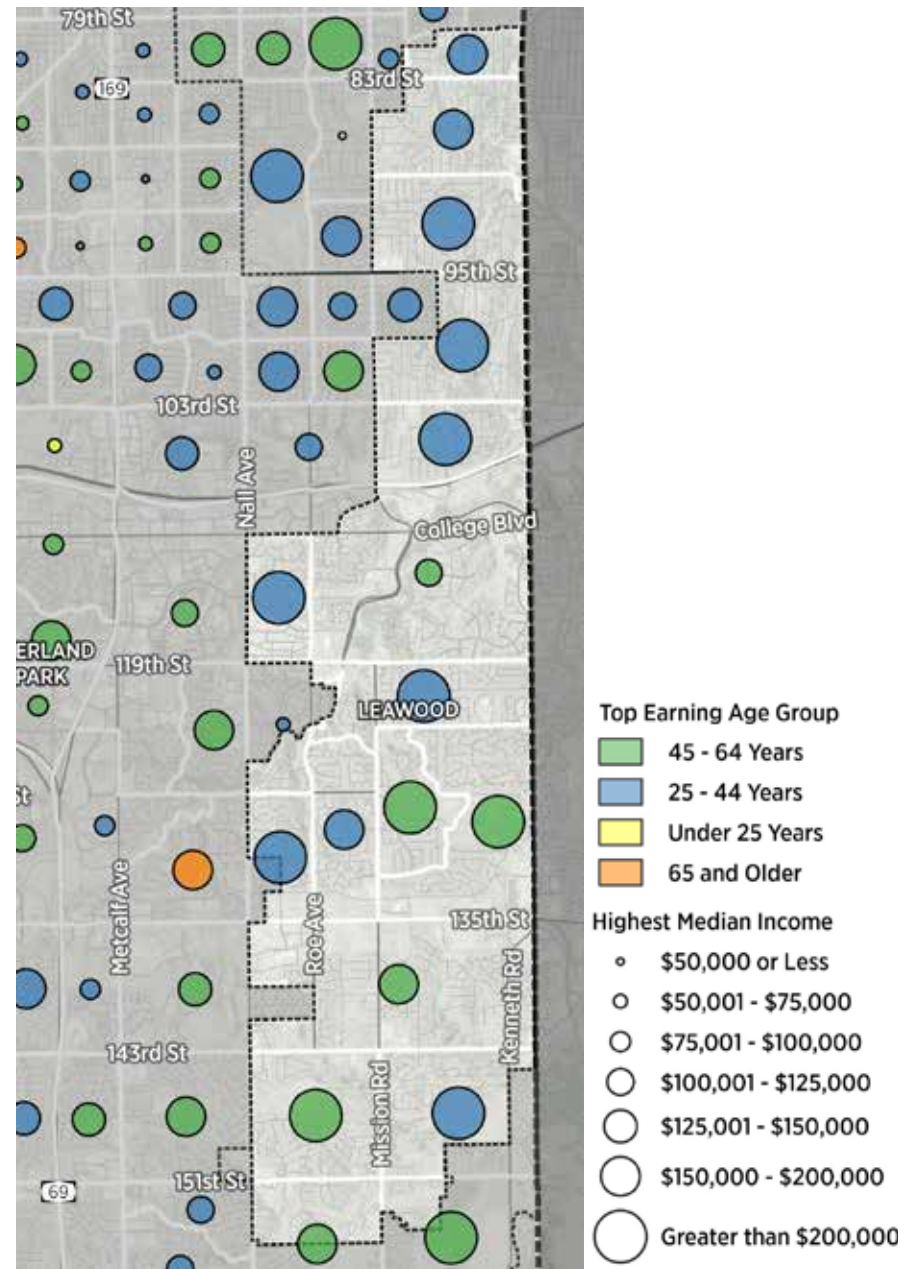 79th St
169
83rd St
95th St
103rd St
Nall Ave
College Blvd
ERLAND
PARK
119th St
LEAWOOD
St
Metcalf Ave
Roe Ave
135th St
Kenneth Rd
143rd St
Mission Rd
151st St
69
Top Earning Age Group
45 - 64 Years
25 - 44 Years
Under 25 Years
65 and Older
Highest Median Income
$50,000 or Less
$50,001 - $75,000
$75,001 - $100,000
$100,001 - $125,000
$125,001 - $150,000
$150,000 - $200,000
Greater than $200,000